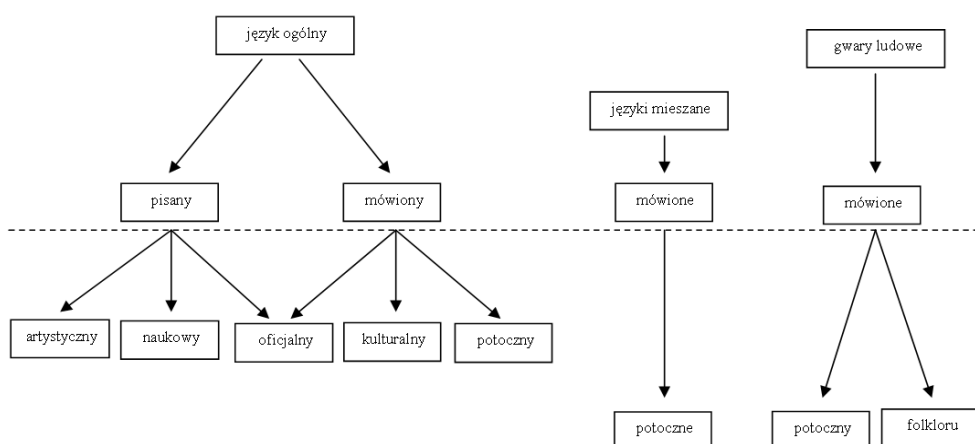 język ogólny
gwary ludowe
języki mieszane
pisany
mówiony
mówione
mówione
artystyczny
naukowy
oficjalny
kulturalny
potoczny
potoczne
potoczny
folkloru